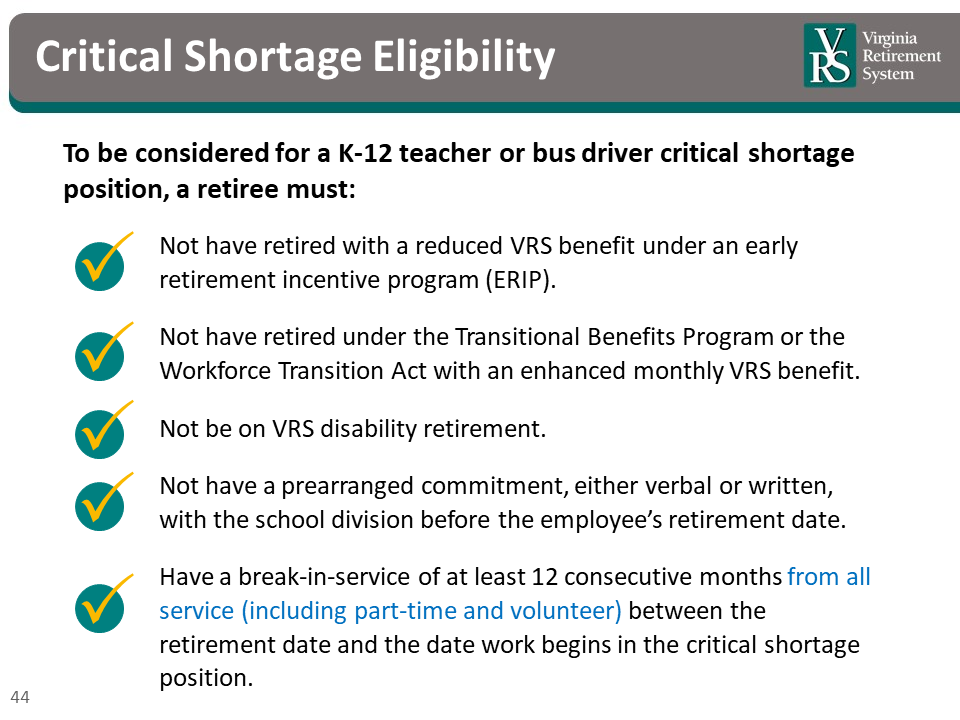 Critical Shortage Eligibility
VRS
Virginia
Retirement
System
To be considered for a K-12 teacher or bus driver critical shortage
position, a retiree must:
Not have retired with a reduced VRS benefit under an early
retirement incentive program (ERIP).
Not have retired under the Transitional Benefits Program or the
Workforce Transition Act with an enhanced monthly VRS benefit.
Not be on VRS disability retirement.
Not have a prearranged commitment, either verbal or written,
with the school division before the employee’s retirement date.
Have a break-in-service of at least 12 consecutive months from all
service (including part-time and volunteer) between the
retirement date and the date work begins in the critical shortage
position.
44